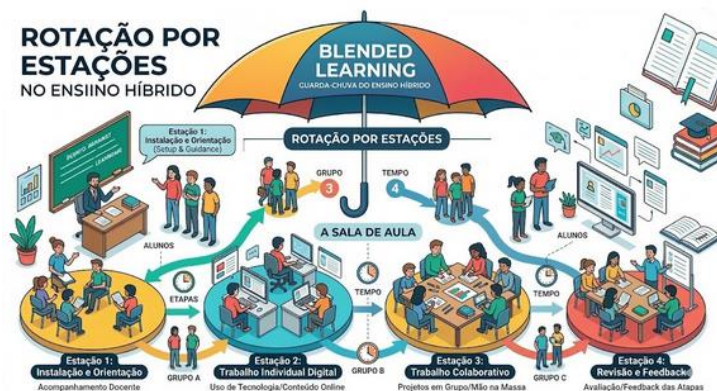 ROTAÇÃO POR
ESTAÇÕES
NO ENSIINO HÍBRIDO
BLENDED
LEARNING
GUARDA-CHUVA DO ENSINO HÍBRIDO
ROTAÇÃO POR ESTAÇÕES
Estação 1:
Instalação e Orientação
(Setup & Guidance)
GRUPO
3
TEMPO
4
A SALA DE AULA
ALUNOS
ALUNOS
ETAPAS
TEMPO
TEMPO
Estação 1:
Instalação e Orientação
Acompanhamento Docente
GRUPO A
Estação 2:
Trabalho Individual Digital
Uso de Tecnologia/Conteúdo Online
GRUPO B
Estação 3:
Trabalho Colaborativo
Projetos em Grupo/Mão na Massa
GRUPO C
Estação 4:
Revisão e Feedback
Avaliação/Feedback das Atapas